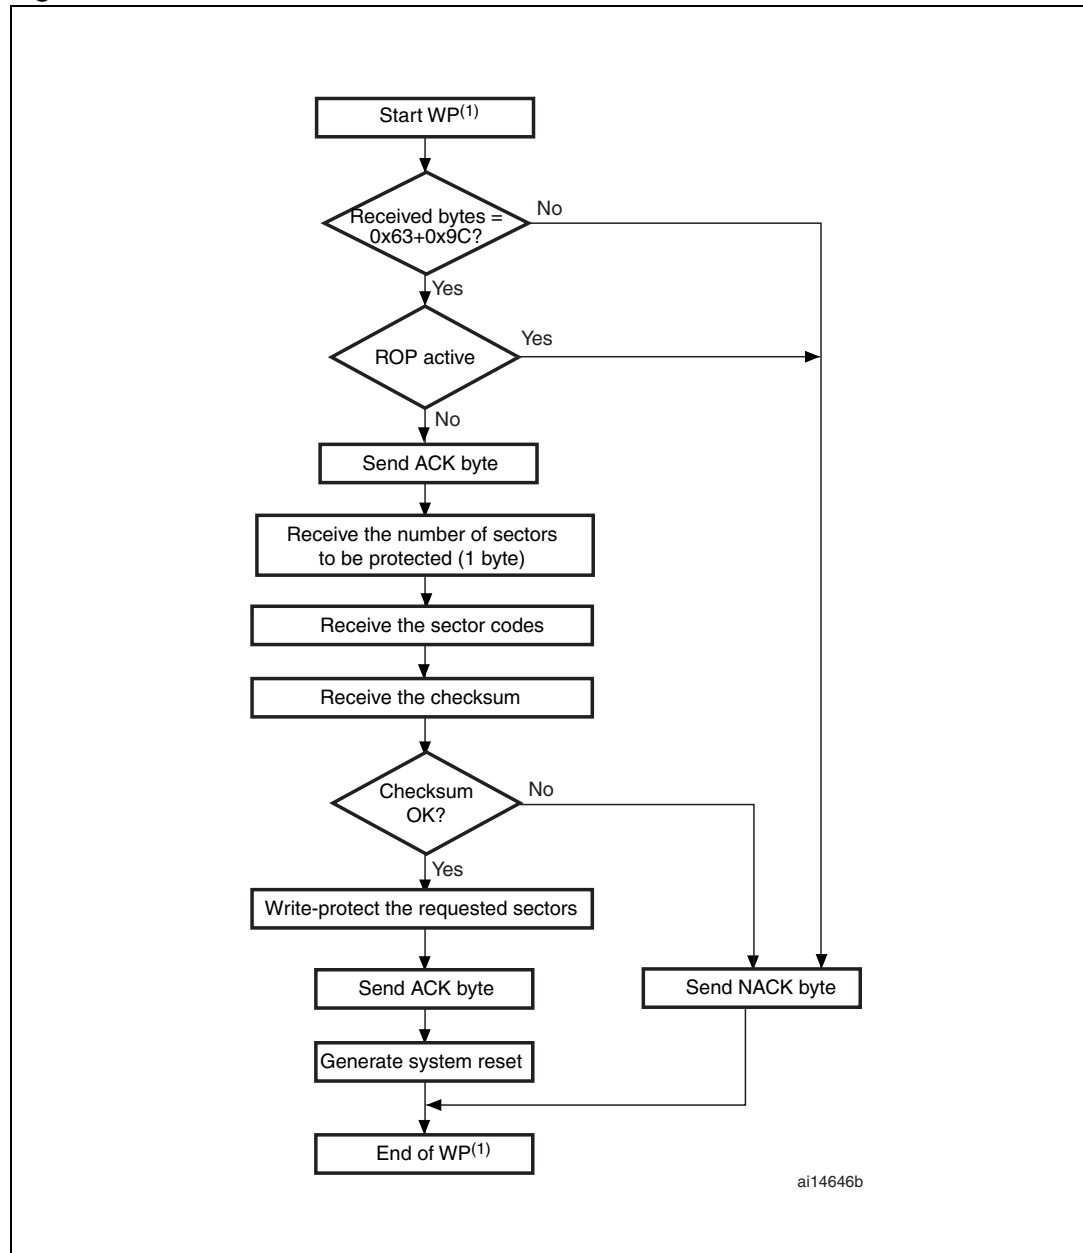 Start WP(1)
Received bytes =
0x63+0x9C?
No
Yes
ROP active
Yes
No
Send ACK byte
Receive the number of sectors
to be protected (1 byte)
Receive the sector codes
Receive the checksum
Checksum
OK?
No
Yes
Write-protect the requested sectors
Send ACK byte
Send NACK byte
Generate system reset
End of WP(1)
ai14646b